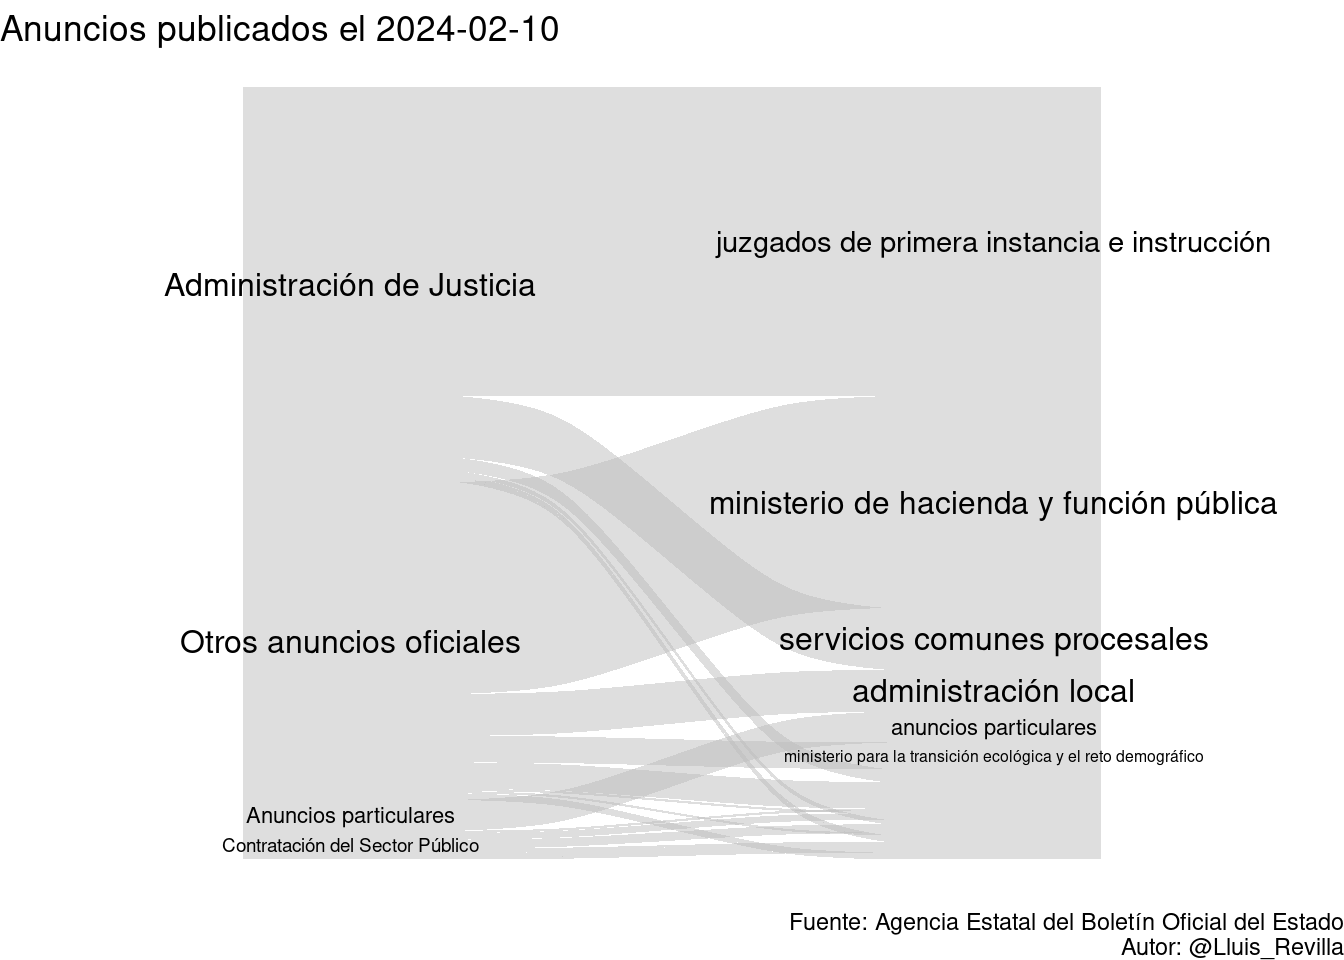 Anuncios publicados el 2024-02-10
juzgados de primera instancia e instrucción
Administración de Justicia
ministerio de hacienda y función pública
Otros anuncios oficiales
servicios comunes procesales
administración local
anuncios particulares
ministerio para la transición ecológica y el reto demográfico
Anuncios particulares
Contratación del Sector Público
Fuente: Agencia Estatal del Boletín Oficial del Estado
Autor: @Lluis_Revilla